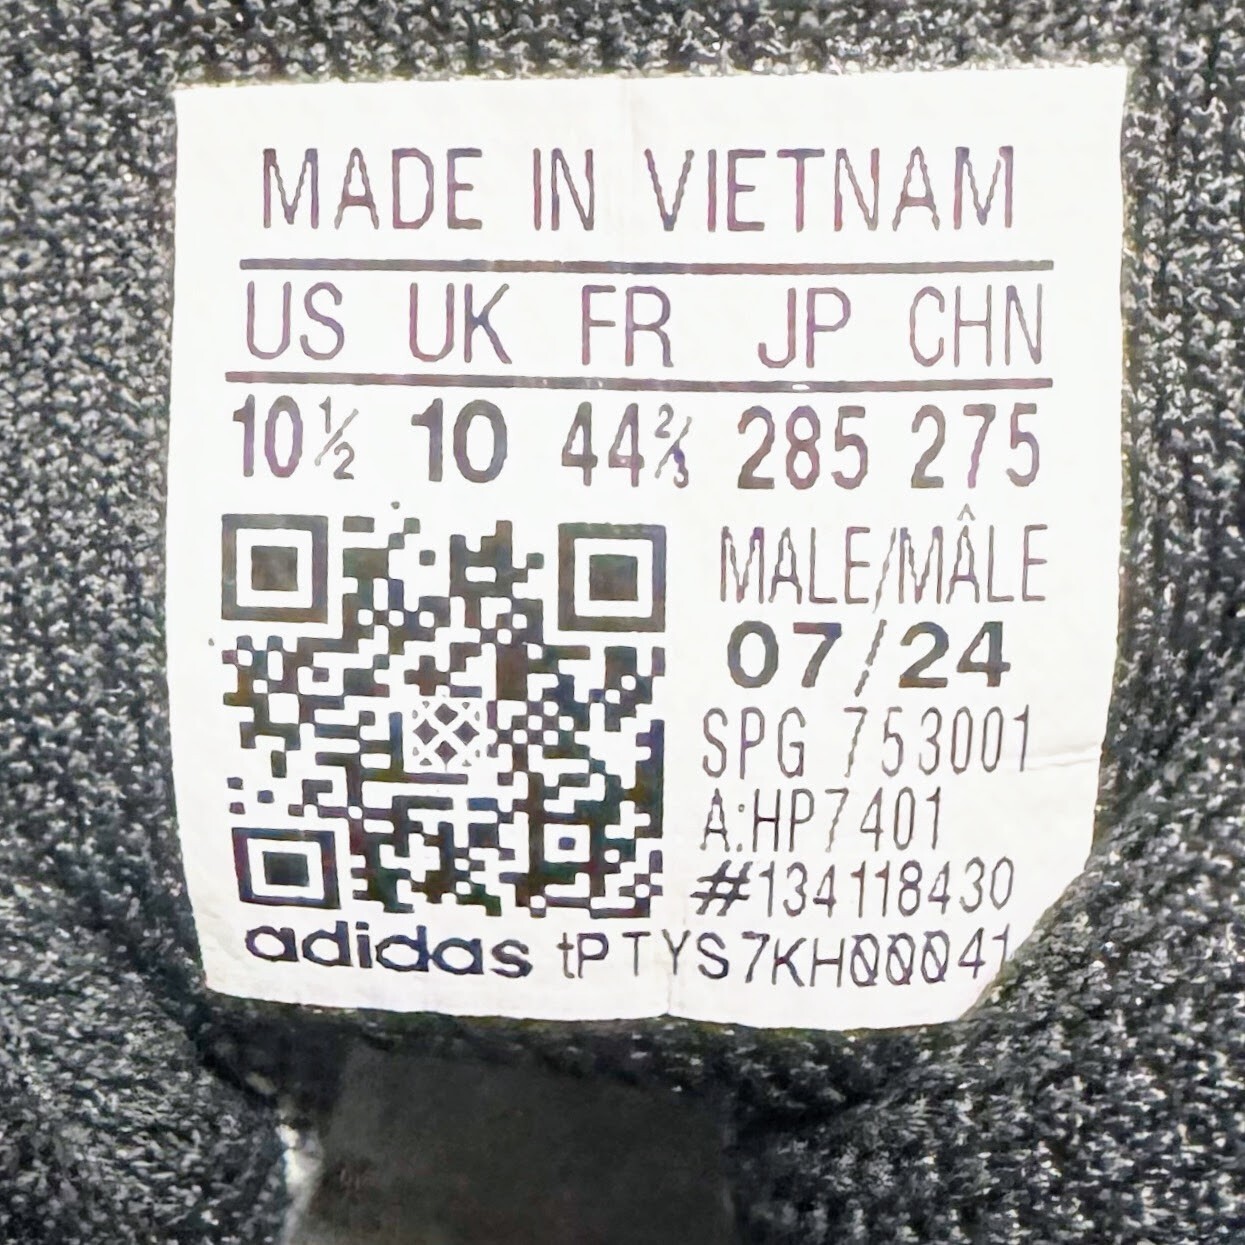 MADE IN VIETNAM
US UK FR JP CHN
10½ 10 44⅔ 285 275
MALE/MÂLE
07/24
SPG 753001
A:HP7401
#134118430
adidas tPTYS7KH00041